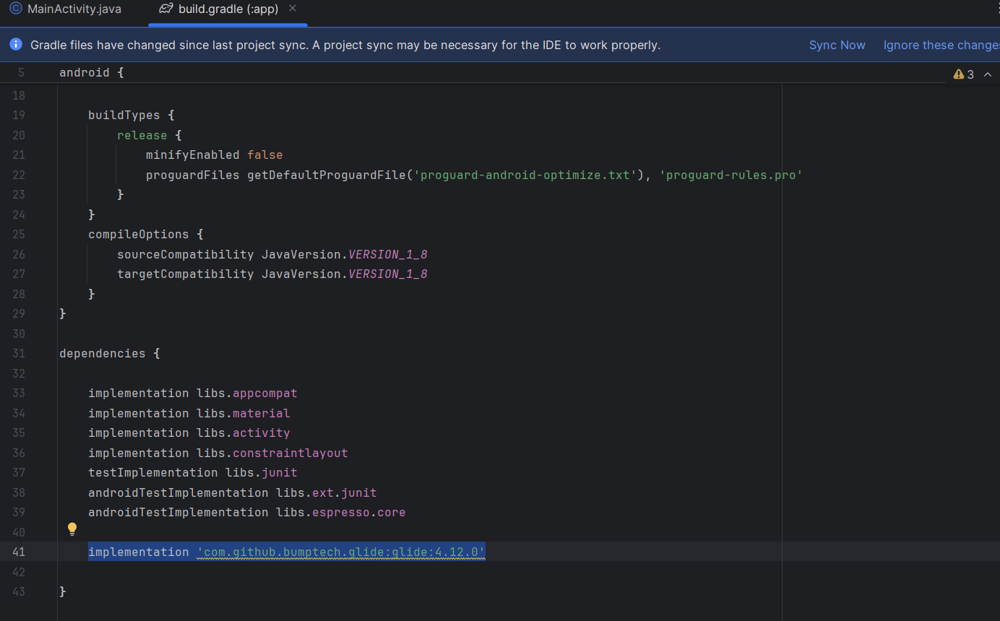 MainActivity.java
build.gradle (:app)
Gradle files have changed since last project sync. A project sync may be necessary for the IDE to work properly.
Sync Now
Ignore these changes
5 android {
3
18
19 buildTypes {
20 release {
21 minifyEnabled false
22 proguardFiles getDefaultProguardFile('proguard-android-optimize.txt'), 'proguard-rules.pro'
23 }
24 }
25 compileOptions {
26 sourceCompatibility JavaVersion.VERSION_1_8
27 targetCompatibility JavaVersion.VERSION_1_8
28 }
29 }
30
31 dependencies {
32
33 implementation libs.appcompat
34 implementation libs.material
35 implementation libs.activity
36 implementation libs.constraintlayout
37 testImplementation libs.junit
38 androidTestImplementation libs.ext.junit
39 androidTestImplementation libs.espresso.core
40
41 implementation 'com.github.bumptech.glide:glide:4.12.0'
42
43 }